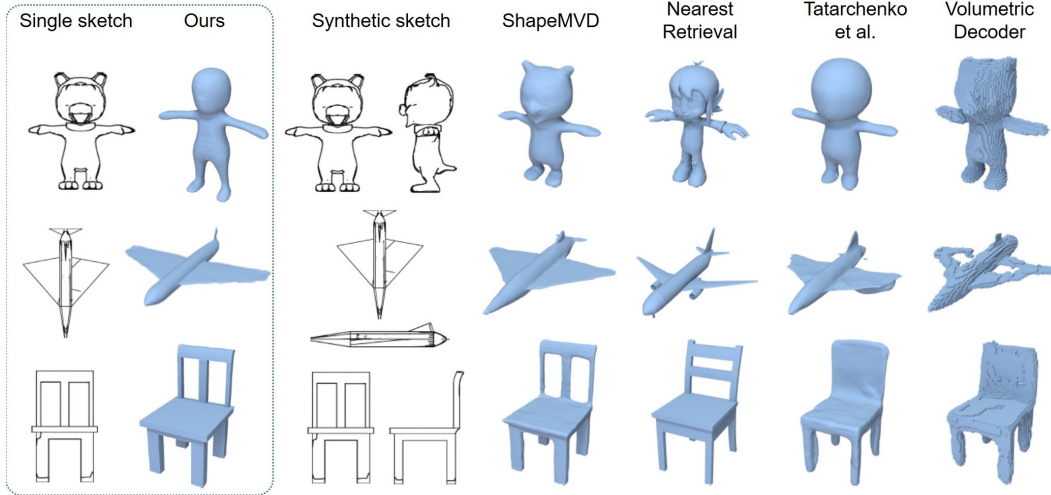 Single sketch
Ours
Synthetic sketch
ShapeMVD
Nearest
Retrieval
Tatarchenko
et al.
Volumetric
Decoder